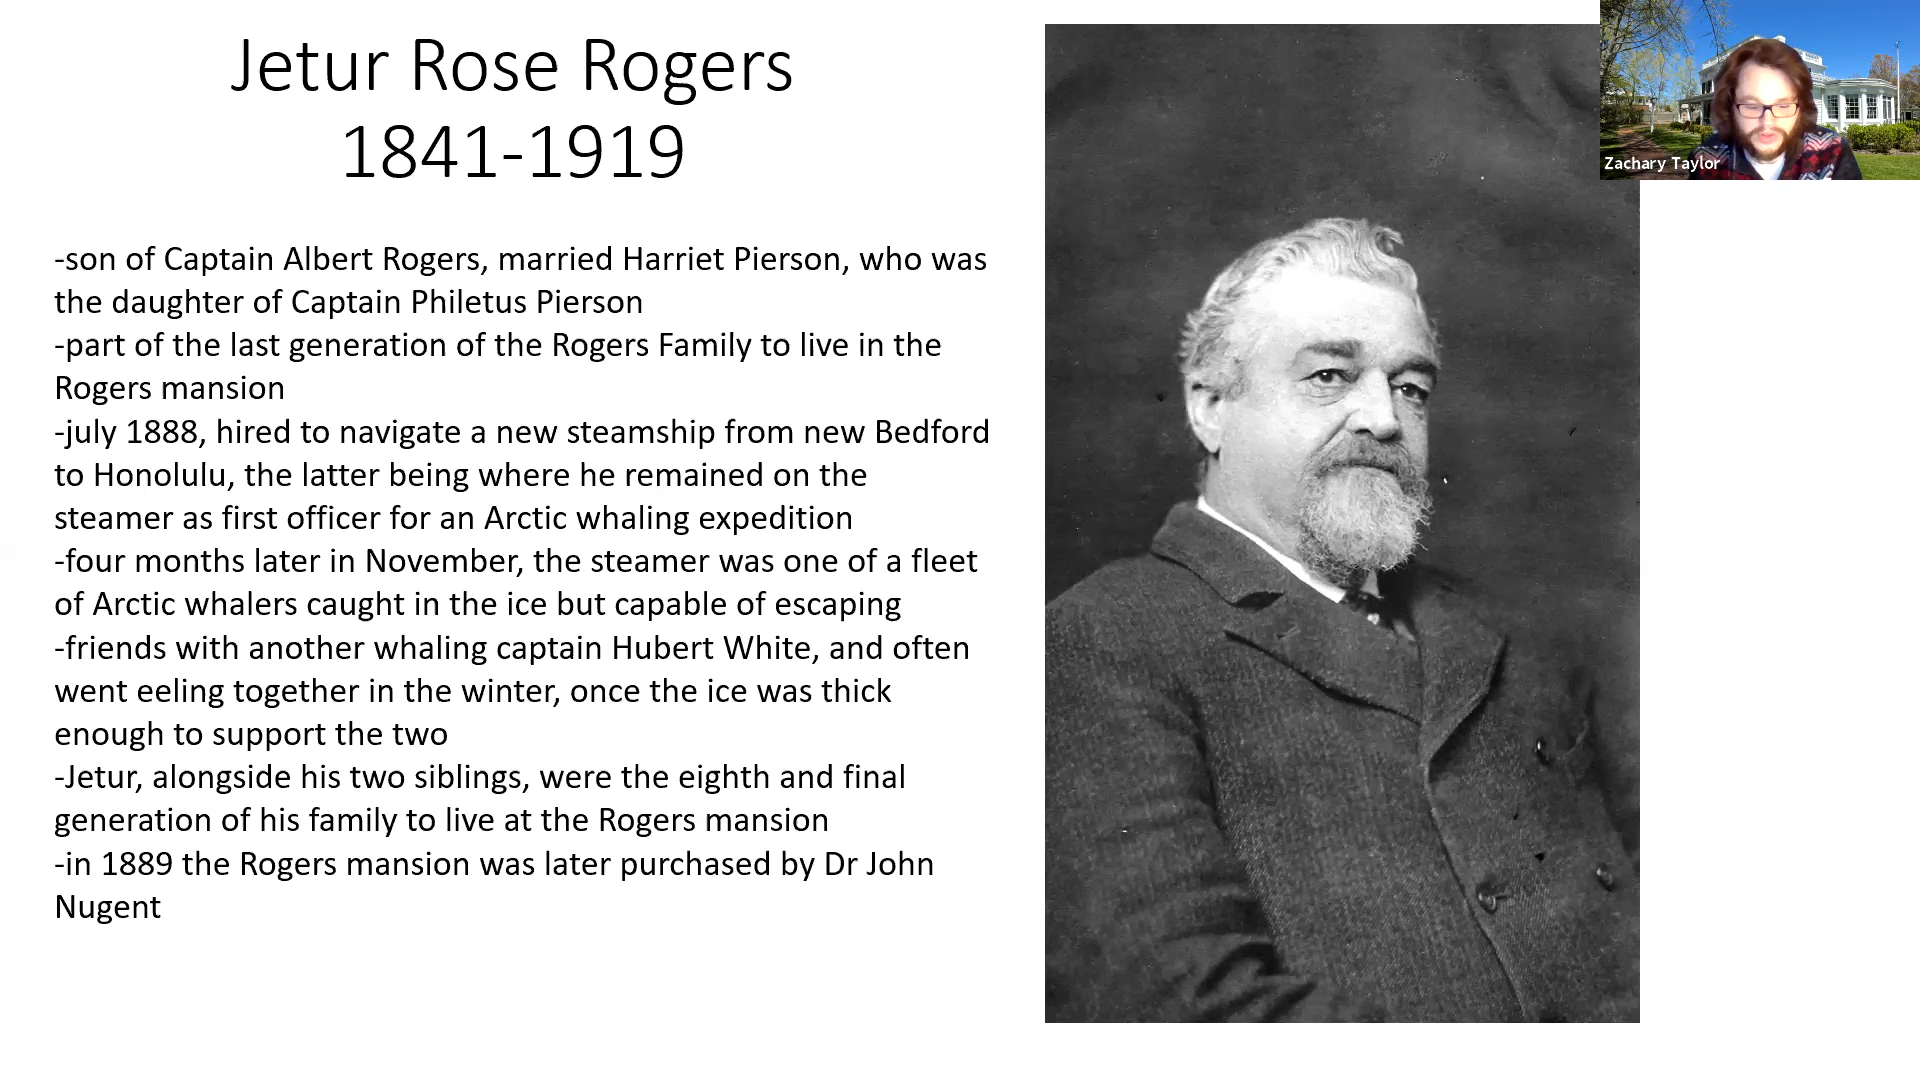 Jetur Rose Rogers
1841-1919
-son of Captain Albert Rogers, married Harriet Pierson, who was
the daughter of Captain Philetus Pierson
-part of the last generation of the Rogers Family to live in the
Rogers mansion
-july 1888, hired to navigate a new steamship from new Bedford
to Honolulu, the latter being where he remained on the
steamer as first officer for an Arctic whaling expedition
-four months later in November, the steamer was one of a fleet
of Arctic whalers caught in the ice but capable of escaping
-friends with another whaling captain Hubert White, and often
went eeling together in the winter, once the ice was thick
enough to support the two
-Jetur, alongside his two siblings, were the eighth and final
generation of his family to live at the Rogers mansion
-in 1889 the Rogers mansion was later purchased by Dr John
Nugent
Zachary Taylor